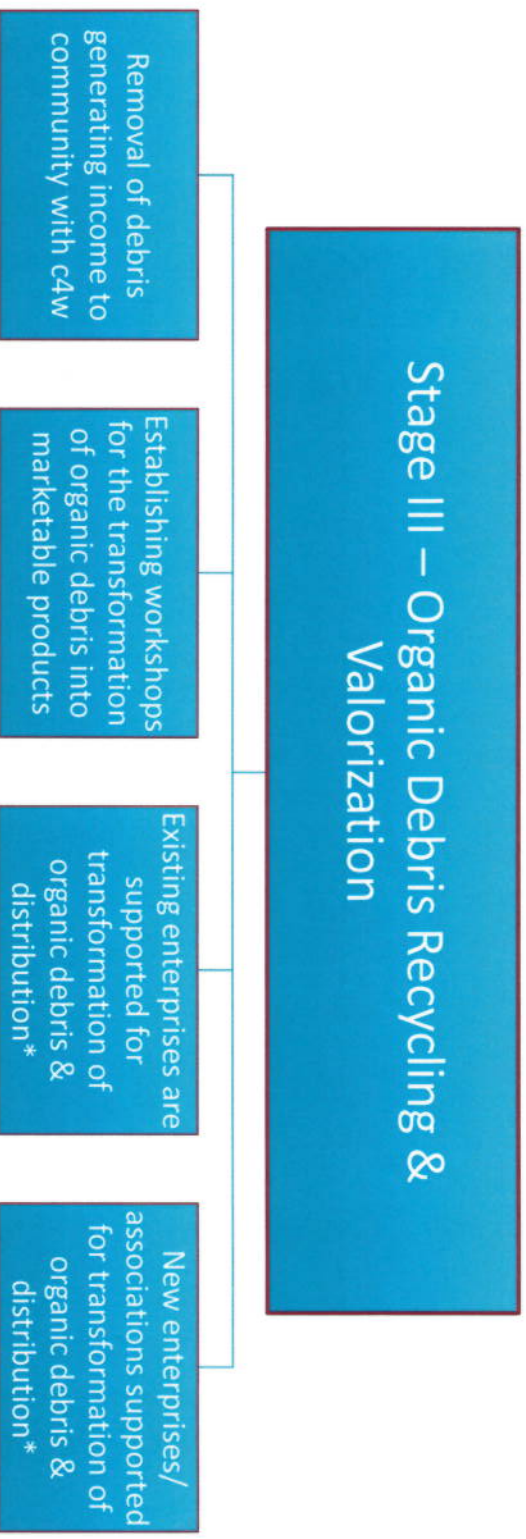 Stage III – Organic Debris Recycling &
Valorization
Removal of debris
generating income to
community with c4w
Establishing workshops
for the transformation
of organic debris into
marketable products
Existing enterprises are
supported for
transformation of
organic debris &
distribution*
New enterprises/
associations supported
for transformation of
organic debris &
distribution*